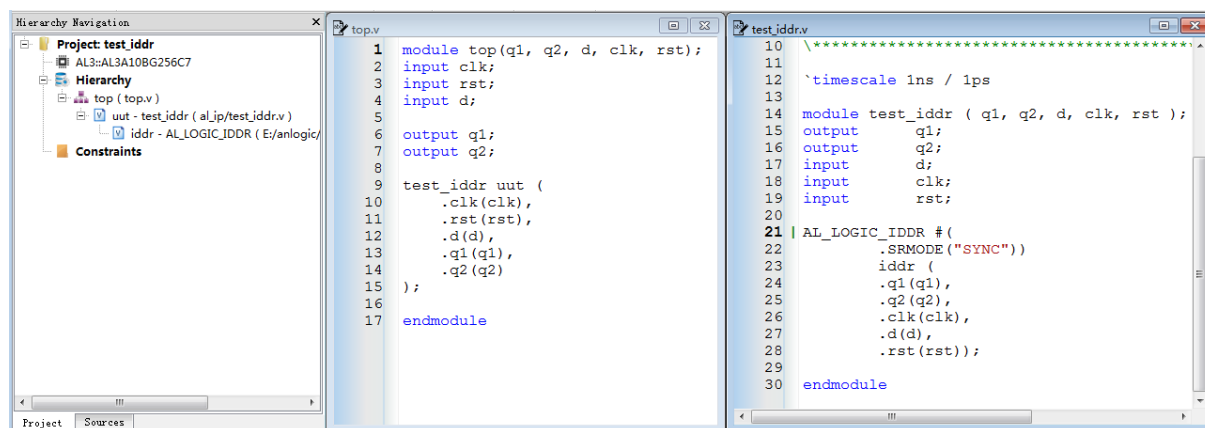 Hierarchy Navigation
Project: test_iddr
AL3::AL3A10BG256C7
Hierarchy
top ( top.v )
uut - test_iddr ( al_ip/test_iddr.v )
iddr - AL_LOGIC_IDDR ( E:/anlogic/
Constraints
Project Sources
top.v
1 module top(q1, q2, d, clk, rst);
2 input clk;
3 input rst;
4 input d;
5
6 output q1;
7 output q2;
8
9 test_iddr uut (
10 .clk(clk),
11 .rst(rst),
12 .d(d),
13 .q1(q1),
14 .q2(q2)
15 );
16
17 endmodule
test_iddr.v
10 \*****************************************
11
12 `timescale 1ns / 1ps
13
14 module test_iddr ( q1, q2, d, clk, rst );
15 output q1;
16 output q2;
17 input d;
18 input clk;
19 input rst;
20
21 AL_LOGIC_IDDR #(
22 .SRMODE("SYNC"))
23 iddr (
24 .q1(q1),
25 .q2(q2),
26 .clk(clk),
27 .d(d),
28 .rst(rst));
29
30 endmodule